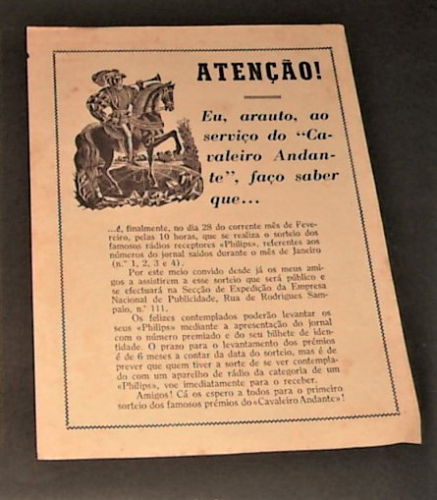 ATENÇÃO!
Eu, arauto, ao
serviço do "Ca-
valeiro Andan-
te", faço saber
que...
...é, finalmente, no dia 28 do corrente mês de Feve-
reiro, pelas 10 horas, que se realiza o sorteio dos
famosos rádios receptores «Philips», referentes aos
números do jornal saídos durante o mês de Janeiro
(n.os 1, 2, 3 e 4).
Por este meio convido desde já os meus ami-
gos a assistirem a esse sorteio que será público e
se efectuará na Secção de Expedição da Empresa
Nacional de Publicidade, Rua de Rodrigues Sam-
paio, n.º 111.
Os felizes contemplados poderão levantar os
seus «Philips» mediante a apresentação do jornal
com o número premiado e do seu bilhete de iden-
tidade. O prazo para o levantamento dos prémios
é de 6 meses a contar da data do sorteio, mas é de
prever que quem tiver a sorte de se ver contempla-
do com um aparelho de rádio da categoria de um
«Philips», voe imediatamente para o receber.
Amigos! Cá os espero a todos para o primeiro
sorteio dos famosos prémios do «Cavaleiro Andante»!